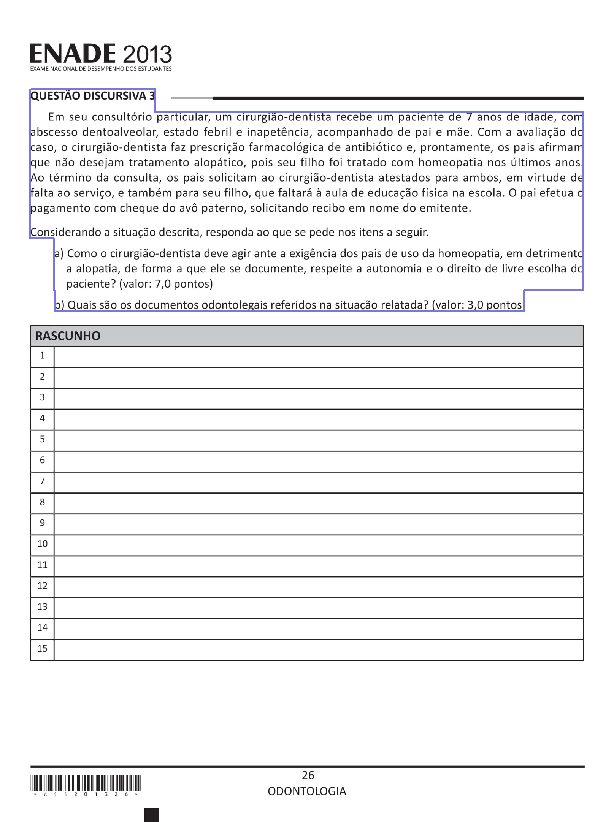 ENADE 2013
EXAME NACIONAL DE DESEMPENHO DOS ESTUDANTES
QUESTÃO DISCURSIVA 3
Em seu consultório particular, um cirurgião-dentista recebe um paciente de 7 anos de idade, com
abscesso dentoalveolar, estado febril e inapetência, acompanhado de pai e mãe. Com a avaliação do
caso, o cirurgião-dentista faz prescrição farmacológica de antibiótico e, prontamente, os pais afirmam
que não desejam tratamento alopático, pois seu filho foi tratado com homeopatia nos últimos anos.
Ao término da consulta, os pais solicitam ao cirurgião-dentista atestados para ambos, em virtude de
falta ao serviço, e também para seu filho, que faltará à aula de educação física na escola. O pai efetua o
pagamento com cheque do avô paterno, solicitando recibo em nome do emitente.
Considerando a situação descrita, responda ao que se pede nos itens a seguir.
a) Como o cirurgião-dentista deve agir ante a exigência dos pais de uso da homeopatia, em detrimento
a alopatia, de forma a que ele se documente, respeite a autonomia e o direito de livre escolha do
paciente? (valor: 7,0 pontos)
b) Quais são os documentos odontolegais referidos na situação relatada? (valor: 3,0 pontos
RASCUNHO
1
2
3
4
5
6
7
8
9
10
11
12
13
14
15
26
ODONTOLOGIA